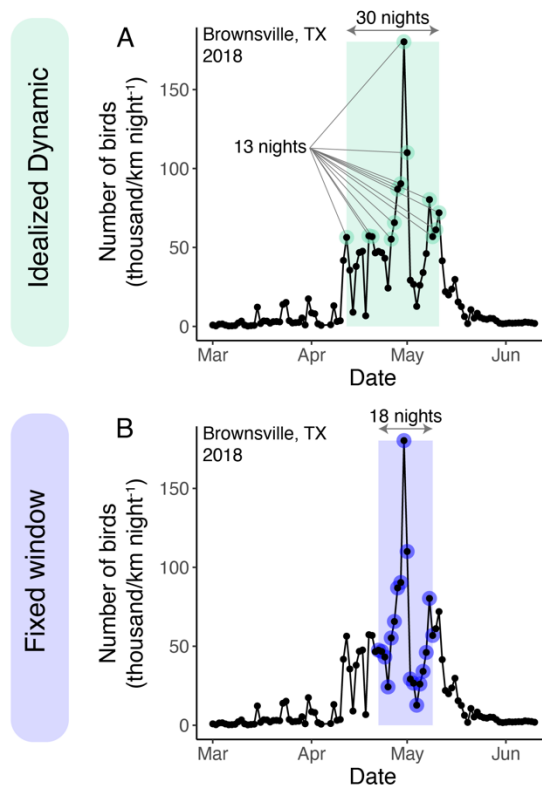 Idealized Dynamic
A
Brownsville, TX
2018
30 nights
13 nights
Number of birds
(thousand/km night⁻¹)
150
100
50
0
Mar
Apr
May
Jun
Date
Fixed window
B
Brownsville, TX
2018
18 nights
Number of birds
(thousand/km night⁻¹)
150
100
50
0
Mar
Apr
May
Jun
Date